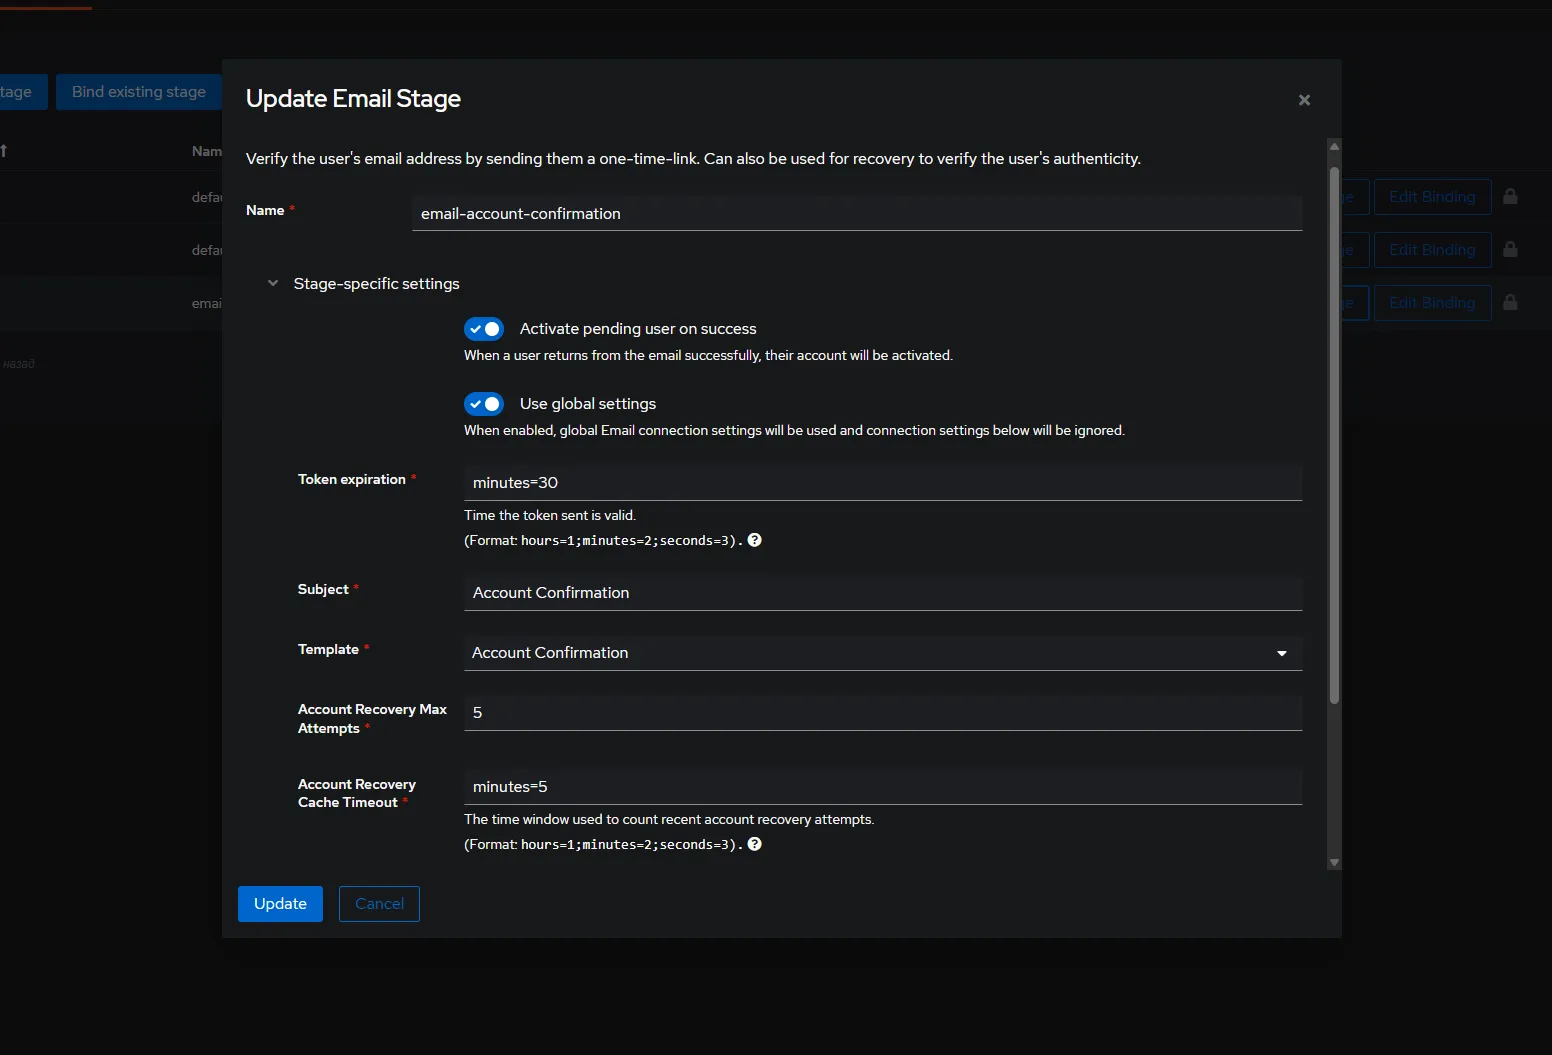 tage
Bind existing stage
Update Email Stage
Nam
Verify the user's email address by sending them a one-time-link. Can also be used for recovery to verify the user's authenticity.
defau
ge
Edit Binding
Name *
email-account-confirmation
defau
ge
Edit Binding
Stage-specific settings
emai
ge
Edit Binding
Activate pending user on success
When a user returns from the email successfully, their account will be activated.
назад
Use global settings
When enabled, global Email connection settings will be used and connection settings below will be ignored.
Token expiration *
minutes=30
Time the token sent is valid.
(Format: hours=1;minutes=2;seconds=3).
Subject *
Account Confirmation
Template *
Account Confirmation
Account Recovery Max
Attempts *
5
Account Recovery
Cache Timeout *
minutes=5
The time window used to count recent account recovery attempts.
(Format: hours=1;minutes=2;seconds=3).
Update
Cancel